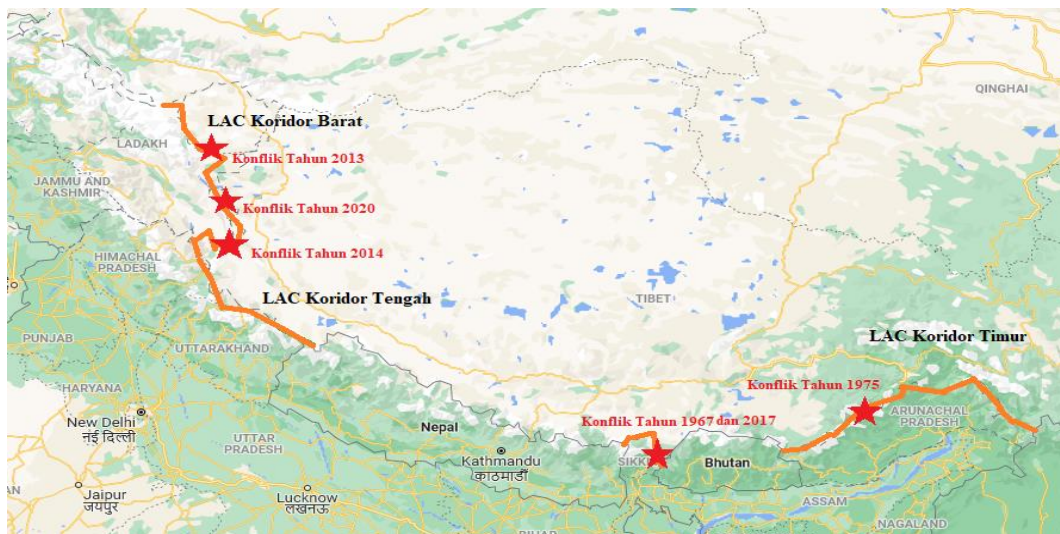 QINGHAI
LAC Koridor Barat
LADAKH
Konflik Tahun 2013
JAMMU AND
KASHMIR
Konflik Tahun 2020
Konflik Tahun 2014
HIMACHAL
PRADESH
LAC Koridor Tengah
TIBET
PUNJAB
UTTARAKHAND
LAC Koridor Timur
HARYANA
Konflik Tahun 1975
New Delhi
नई दिल्ली
Konflik Tahun 1967 dan 2017
ARUNACHAL
PRADESH
UTTAR
PRADESH
Nepal
Kathmandu
काठमाडौं
Bhutan
Jaipur
जयपुर
Lucknow
लखनऊ
ASSAM
NAGALAND